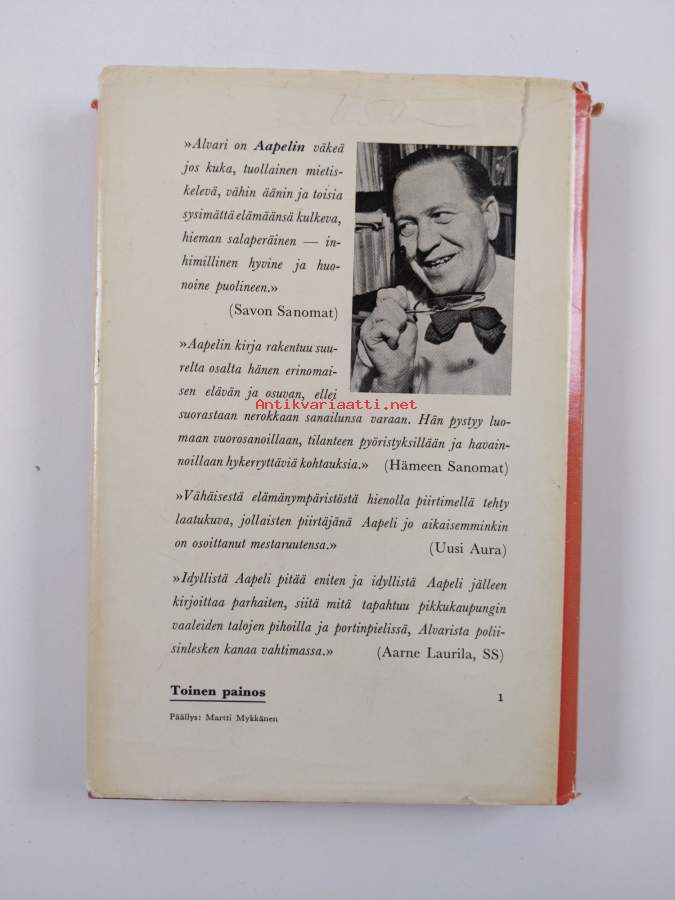 »Alvari on Aapelin väkeä
jos kuka, tuollainen mietis-
kelevä, vähin äänin ja toisia
sysimättä elämäänsä kulkeva,
hieman salaperäinen — in-
himillinen hyvine ja huo-
noine puolineen.»
(Savon Sanomat)
»Aapelin kirja rakentuu suu-
relta osalta hänen erinomai-
sen elävän ja osuvan, ellei
Antikvariaatti.net
suorastaan nerokkaan sanailunsa varaan. Hän pystyy luo-
maan vuorosanoillaan, tilanteen pyöristyksillään ja havain-
noillaan hykerryttäviä kohtauksia.» (Hämeen Sanomat)
»Vähäisestä elämänympäristöstä hienolla piirtimellä tehty
laatukuva, jollaisten piirtäjänä Aapeli jo aikaisemminkin
on osoittanut mestaruutensa.» (Uusi Aura)
»Idyllistä Aapeli pitää eniten ja idyllistä Aapeli jälleen
kirjoittaa parhaiten, siitä mitä tapahtuu pikkukaupungin
vaaleiden talojen pihoilla ja portinpielissä, Alvarista polii-
sinlesken kanaa vahtimassa.» (Aarne Laurila, SS)
Toinen painos 1
Päällys: Martti Mykkänen